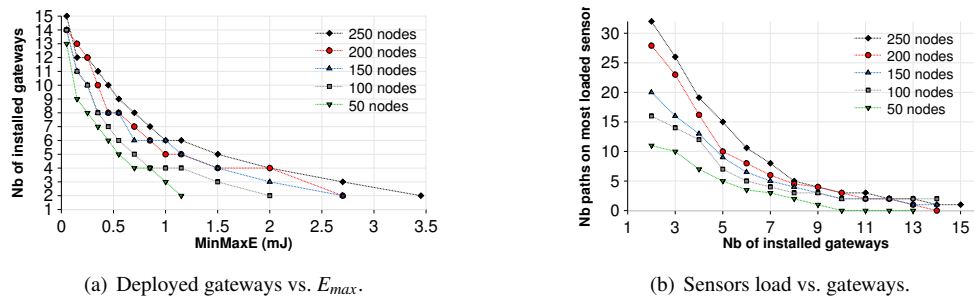 15
14
13
12
11
10
9
8
7
6
5
4
3
2
1
Nb of installed gateways
0 0.5 1 1.5 2 2.5 3 3.5
MinMaxE (mJ)
250 nodes
200 nodes
150 nodes
100 nodes
50 nodes
(a) Deployed gateways vs. Emax.
30
25
20
15
10
5
0
Nb paths on most loaded sensor
1 3 5 7 9 11 13 15
Nb of installed gateways
250 nodes
200 nodes
150 nodes
100 nodes
50 nodes
(b) Sensors load vs. gateways.